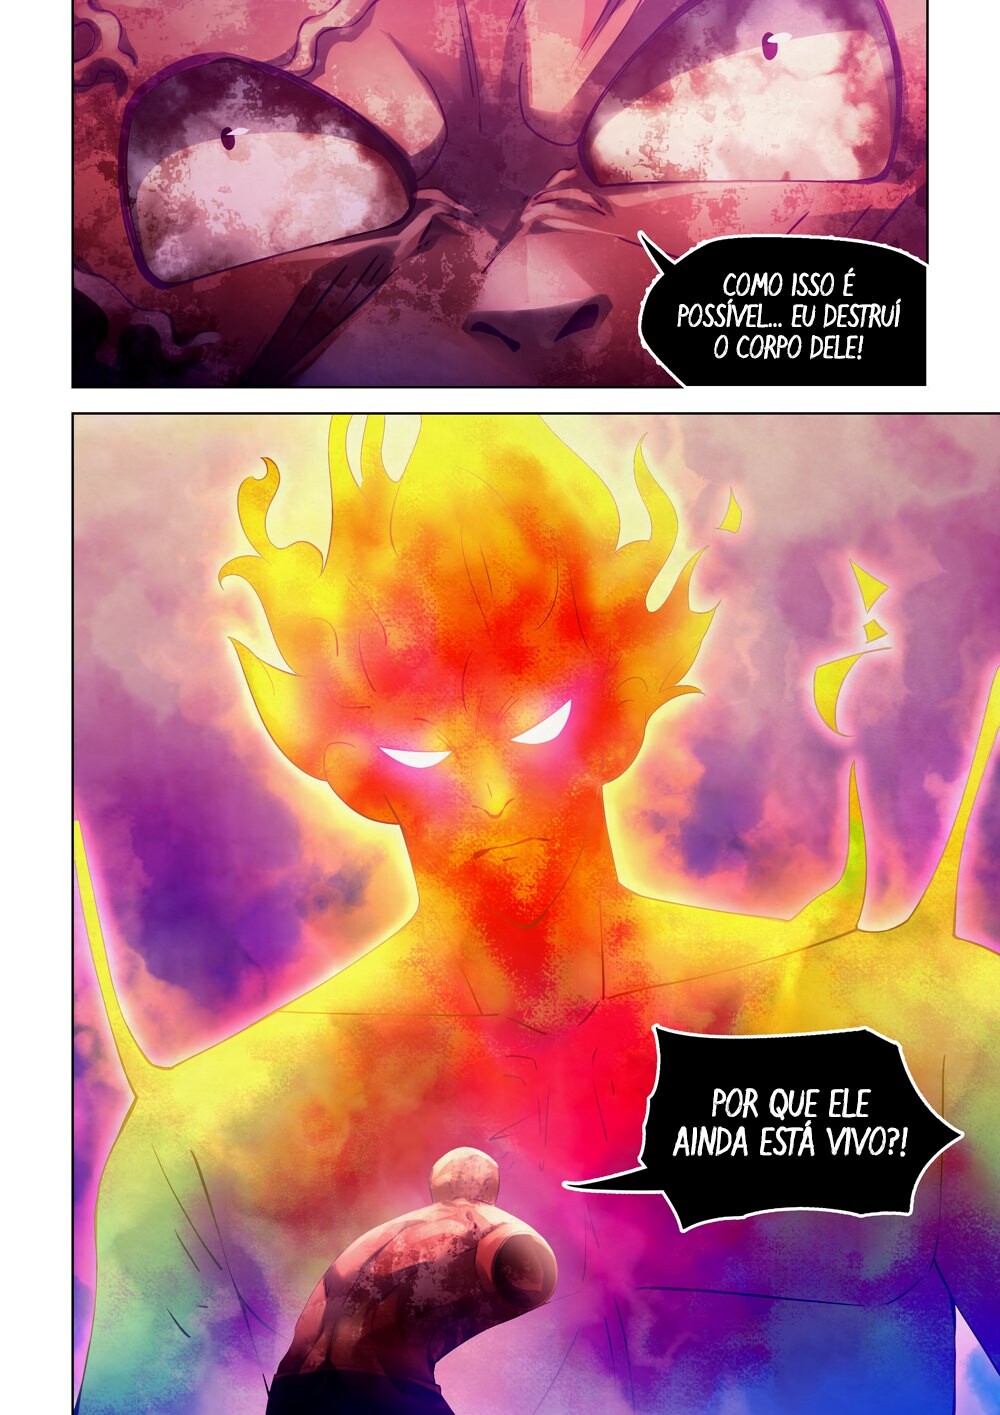 COMO ISSO É
POSSÍVEL... EU DESTRUÍ
O CORPO DELE!
POR QUE ELE
AINDA ESTÁ VIVO?!